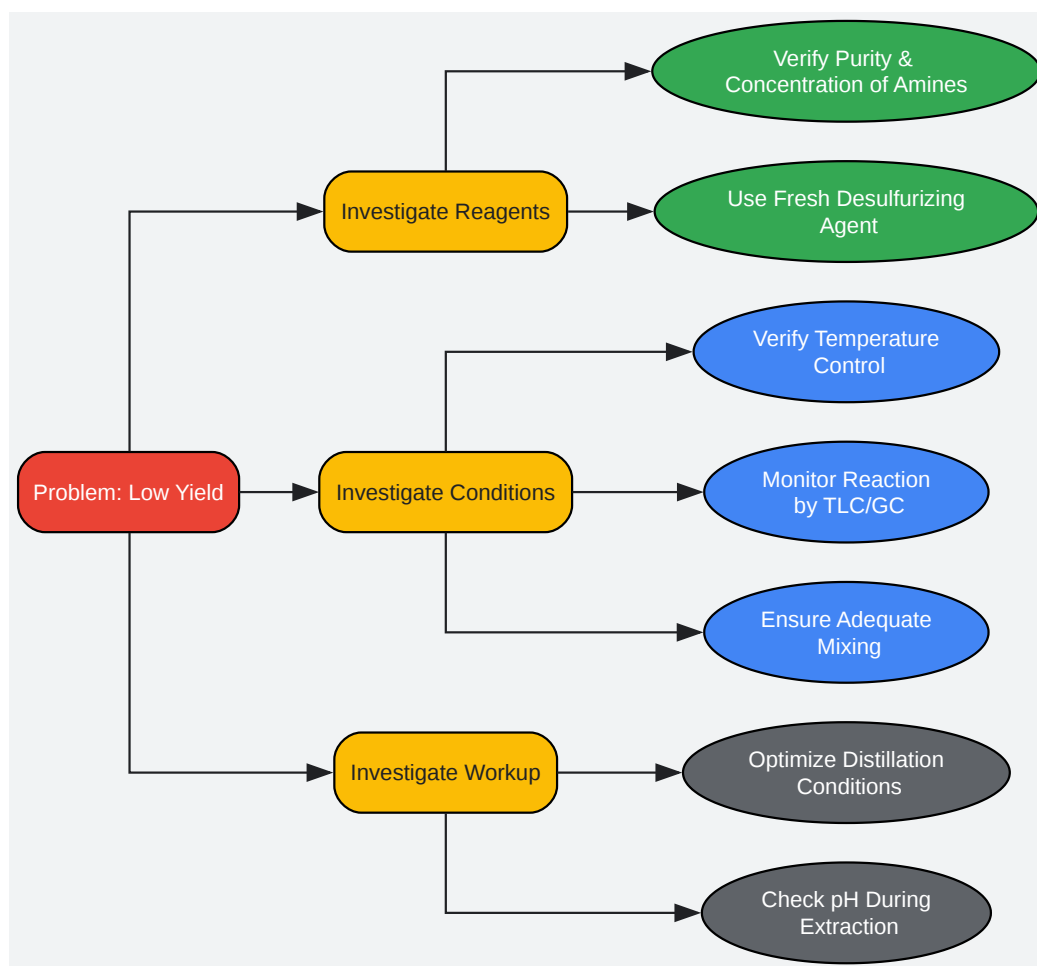 Verify Purity &
Concentration of Amines
Investigate Reagents
Use Fresh Desulfurizing
Agent
Verify Temperature
Control
Problem: Low Yield
Investigate Conditions
Monitor Reaction
by TLC/GC
Ensure Adequate
Mixing
Investigate Workup
Optimize Distillation
Conditions
Check pH During
Extraction